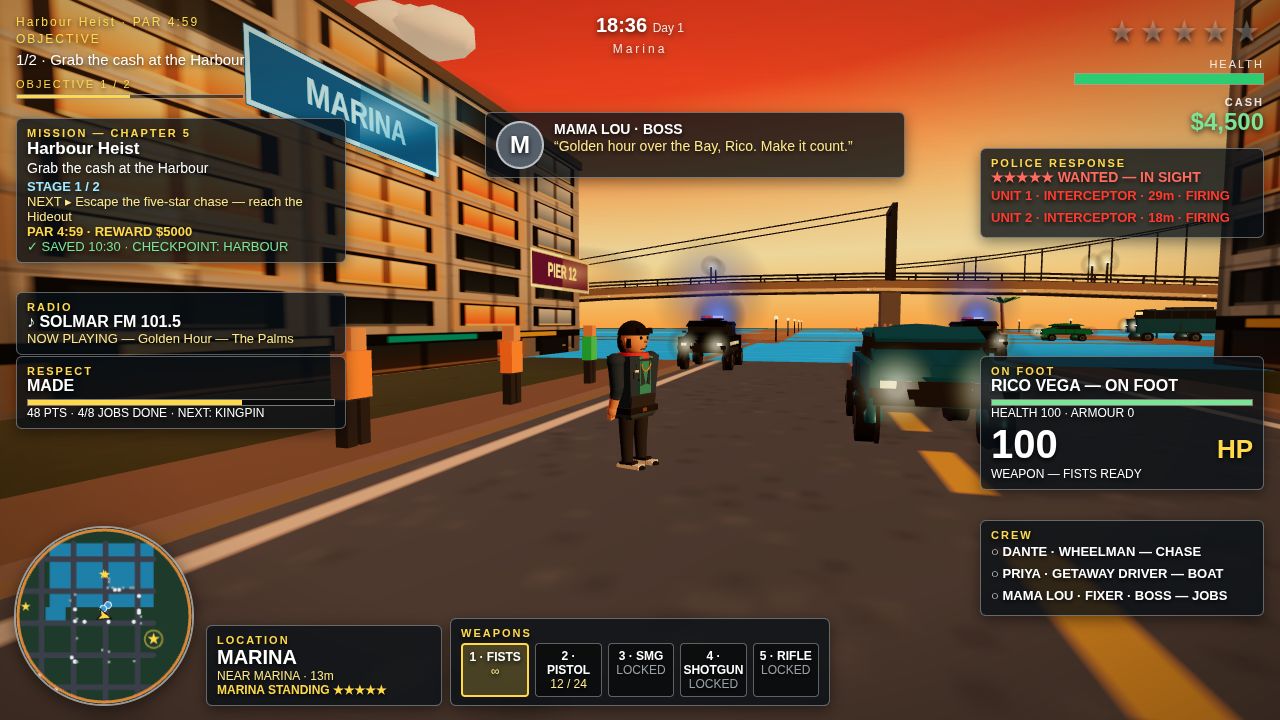 Harbour Heist · PAR 4:59
OBJECTIVE
1/2 · Grab the cash at the Harbour
OBJECTIVE 1 / 2
18:36 Day 1
Marina
★★★★★
HEALTH
CASH
$4,500
MARINA
PIER 12
MISSION — CHAPTER 5
Harbour Heist
Grab the cash at the Harbour
STAGE 1 / 2
NEXT ▸ Escape the five-star chase — reach the
Hideout
PAR 4:59 · REWARD $5000
✓ SAVED 10:30 · CHECKPOINT: HARBOUR
M
MAMA LOU · BOSS
“Golden hour over the Bay, Rico. Make it count.”
POLICE RESPONSE
★★★★★ WANTED — IN SIGHT
UNIT 1 · INTERCEPTOR · 29m · FIRING
UNIT 2 · INTERCEPTOR · 18m · FIRING
RADIO
♪ SOLMAR FM 101.5
NOW PLAYING — Golden Hour — The Palms
RESPECT
MADE
48 PTS · 4/8 JOBS DONE · NEXT: KINGPIN
ON FOOT
RICO VEGA — ON FOOT
HEALTH 100 · ARMOUR 0
100 HP
WEAPON — FISTS READY
CREW
○ DANTE · WHEELMAN — CHASE
○ PRIYA · GETAWAY DRIVER — BOAT
○ MAMA LOU · FIXER · BOSS — JOBS
LOCATION
MARINA
NEAR MARINA · 13m
MARINA STANDING ★★★★★
WEAPONS
1 · FISTS
∞
2 ·
PISTOL
12 / 24
3 · SMG
LOCKED
4 ·
SHOTGUN
LOCKED
5 · RIFLE
LOCKED